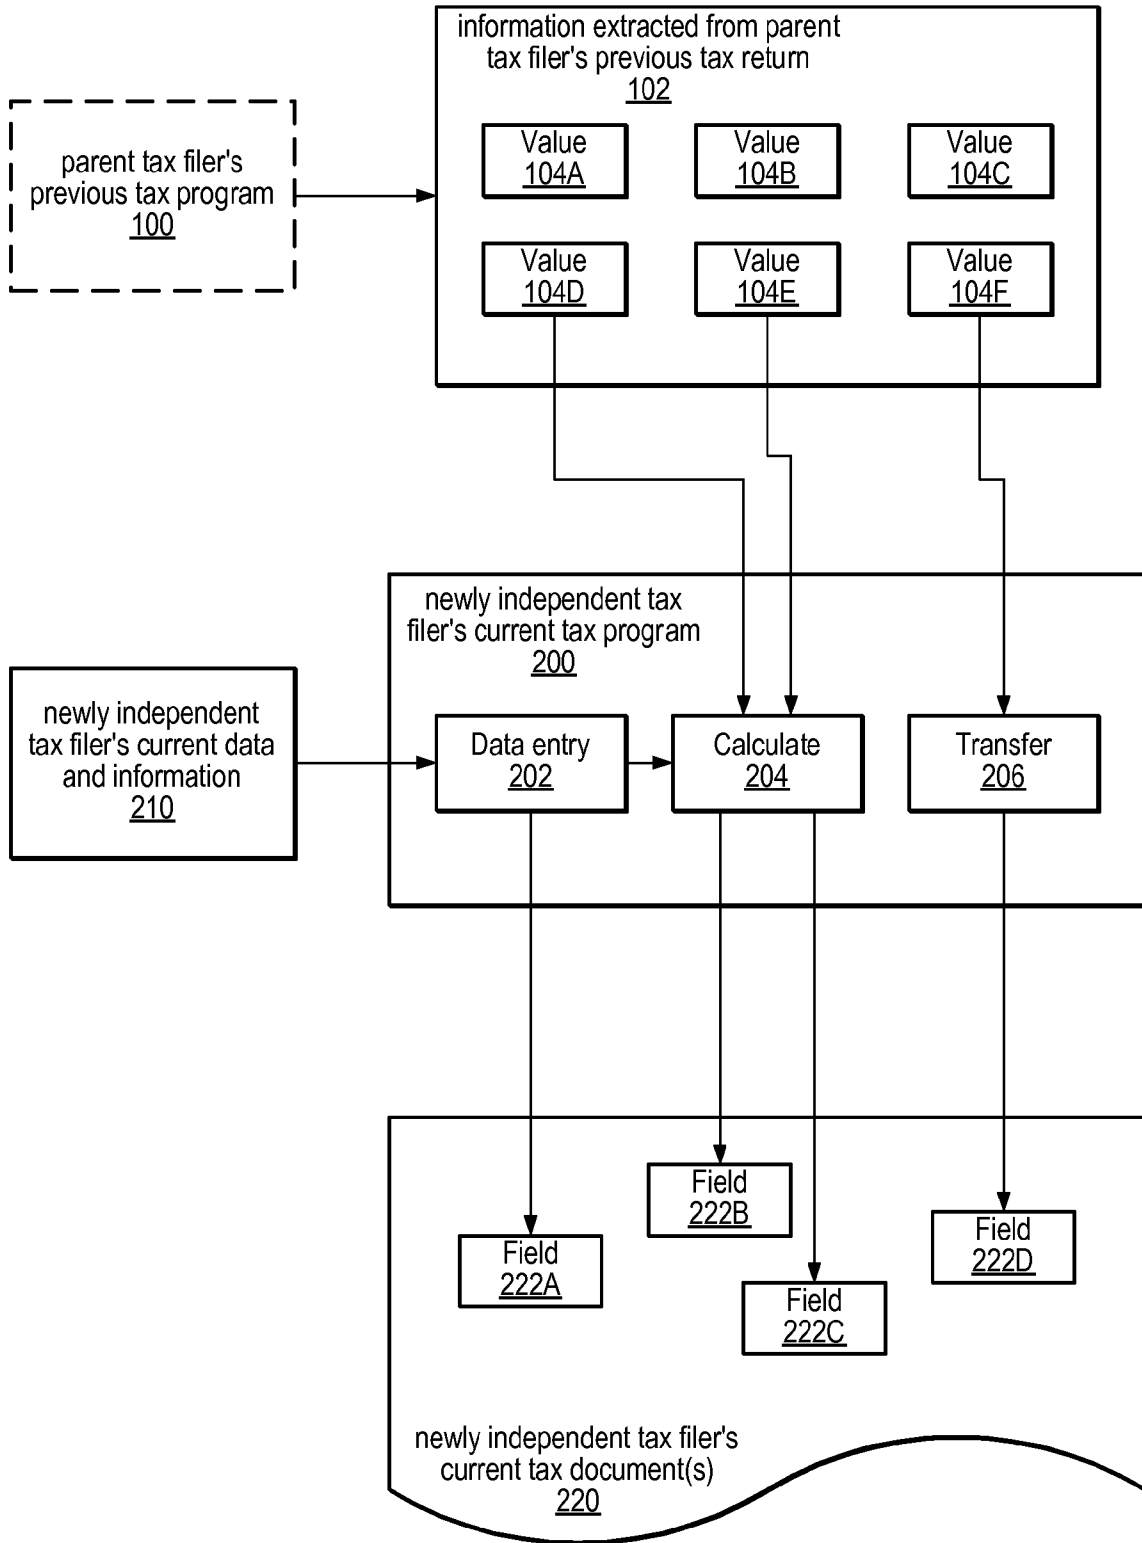 information extracted from parent
tax filer's previous tax return
102
parent tax filer's
previous tax program
100
Value
104A
Value
104B
Value
104C
Value
104D
Value
104E
Value
104F
newly independent tax
filer's current tax program
200
newly independent
tax filer's current data
and information
210
Data entry
202
Calculate
204
Transfer
206
Field
222A
Field
222B
Field
222C
Field
222D
newly independent tax filer's
current tax document(s)
220